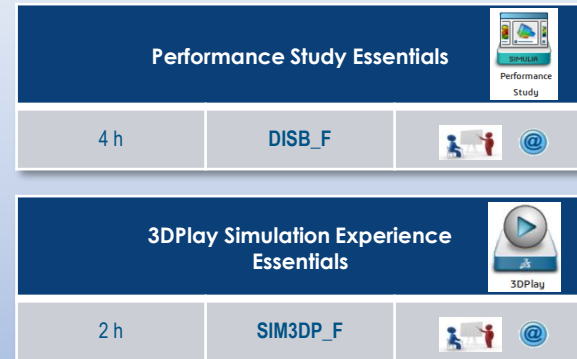 Performance Study Essentials
SIMULIA
Performance
Study
4 h
DISB_F
@
3DPlay Simulation Experience
Essentials
3DPlay
2 h
SIM3DP_F
@